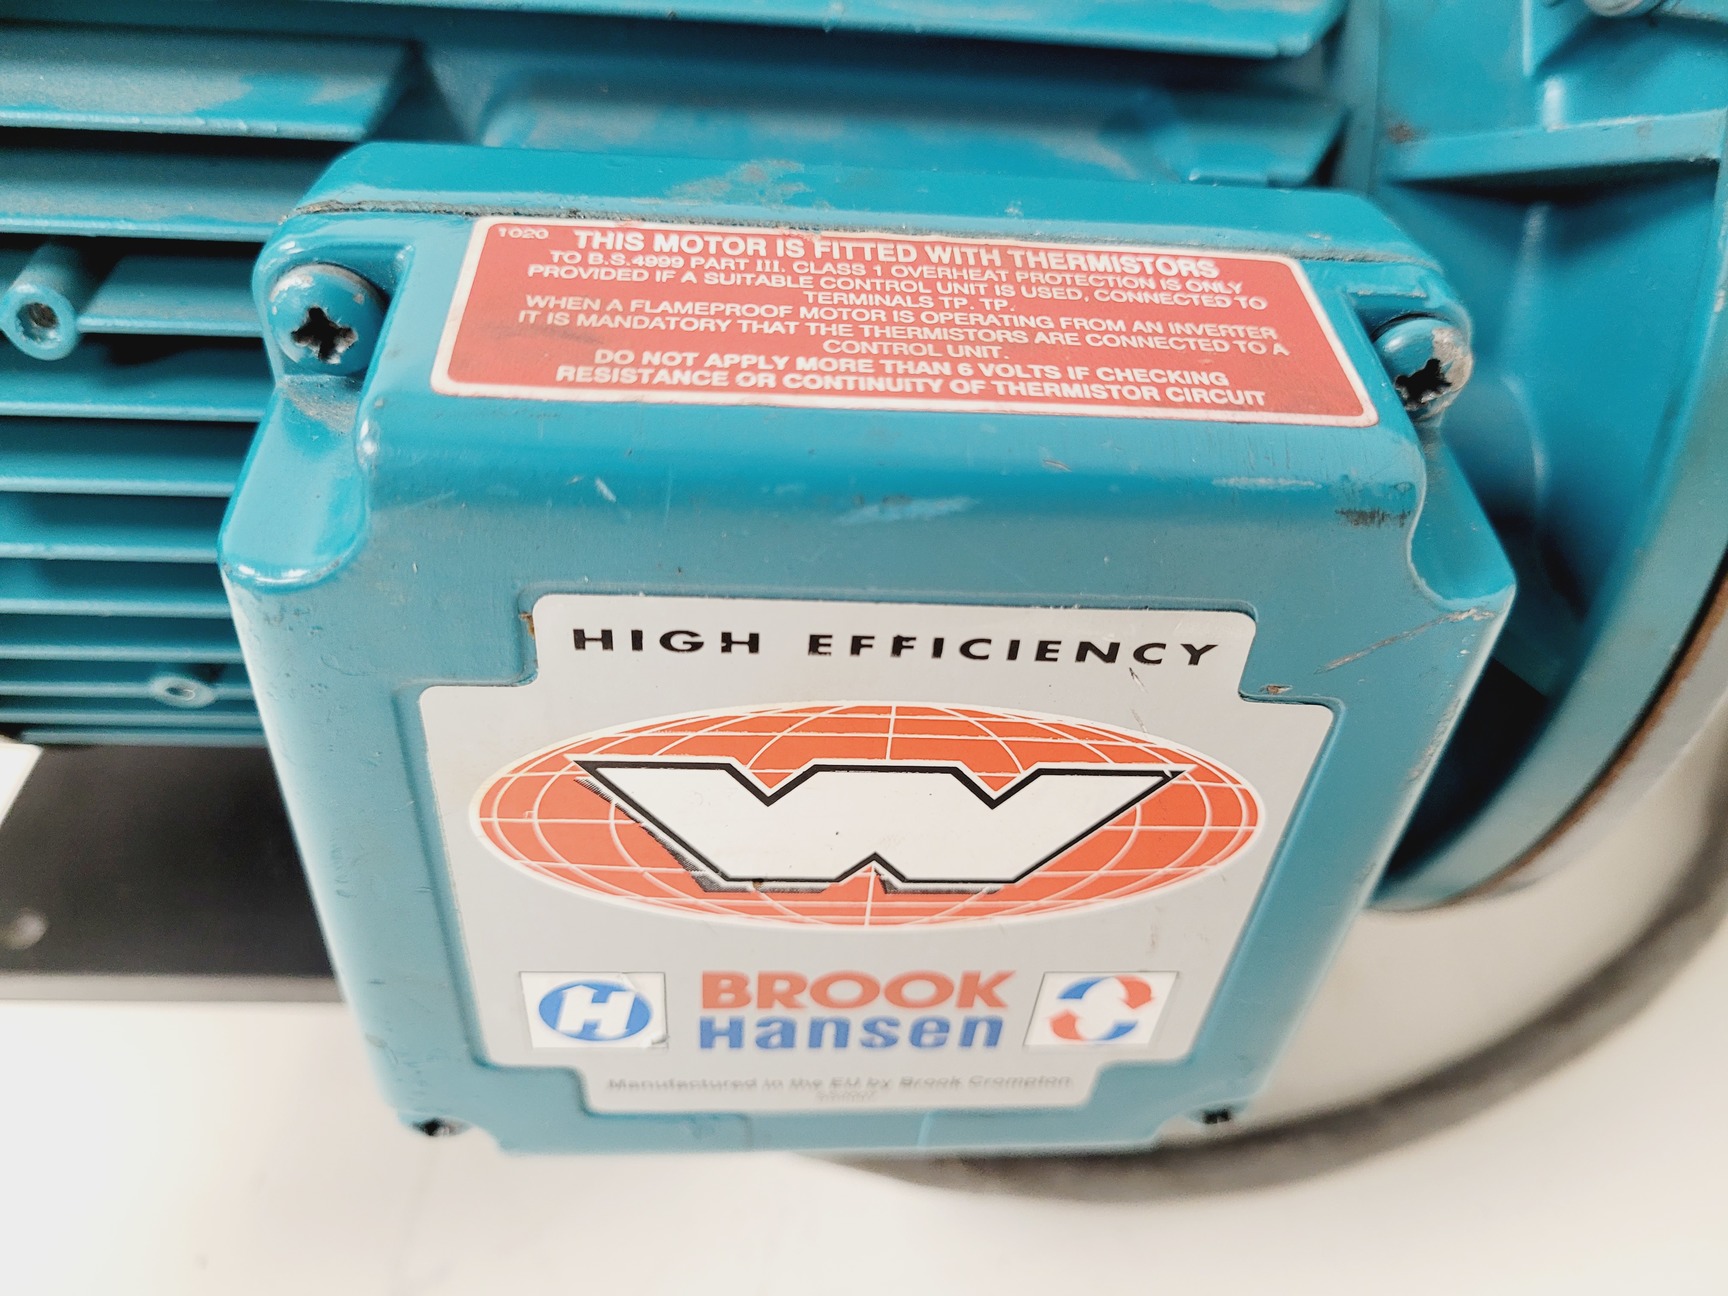 1020
THIS MOTOR IS FITTED WITH THERMISTORS
TO B.S.4999 PART III. CLASS 1 OVERHEAT PROTECTION IS ONLY
PROVIDED IF A SUITABLE CONTROL UNIT IS USED, CONNECTED TO
TERMINALS TP. TP.
WHEN A FLAMEPROOF MOTOR IS OPERATING FROM AN INVERTER
IT IS MANDATORY THAT THE THERMISTORS ARE CONNECTED TO A
CONTROL UNIT.
DO NOT APPLY MORE THAN 6 VOLTS IF CHECKING
RESISTANCE OR CONTINUITY OF THERMISTOR CIRCUIT
HIGH EFFICIENCY
W
H
BROOK
Hansen
Manufactured in the EU by Brook Crompton